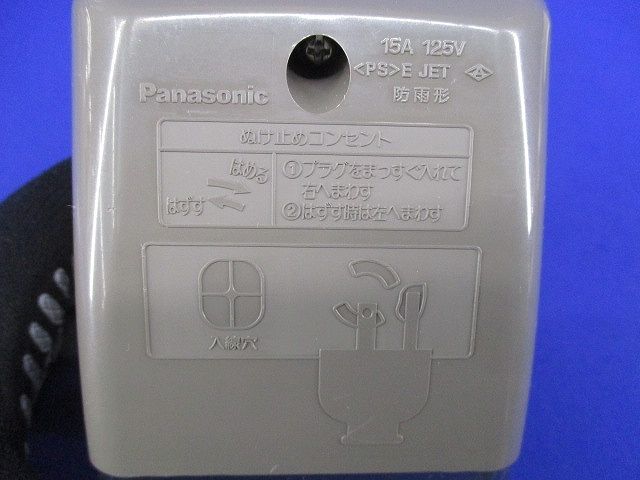 15A 125V
<PS>E JET
Panasonic
防雨形
ぬけ止めコンセント
はめる
はずす
①プラグをまっすぐ入れて
右へまわす
②はずす時は左へまわす
入線穴